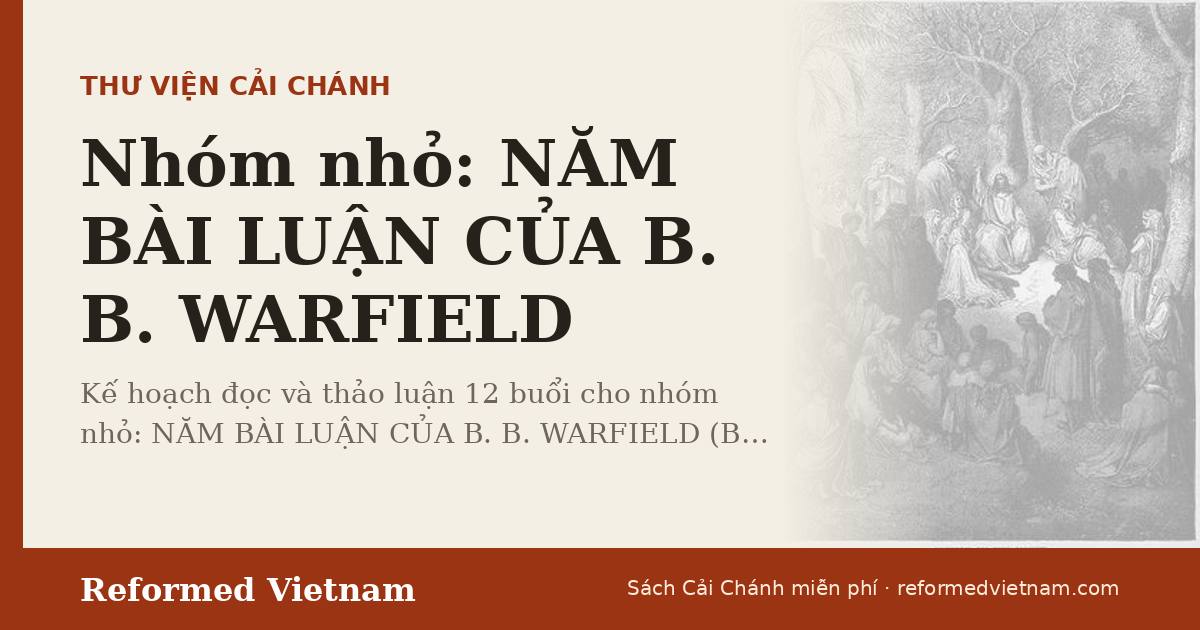 THƯ VIỆN CẢI CHÁNH
Nhóm nhỏ: NĂM
BÀI LUẬN CỦA B.
B. WARFIELD
Kế hoạch đọc và thảo luận 12 buổi cho nhóm
nhỏ: NĂM BÀI LUẬN CỦA B. B. WARFIELD (B…
Reformed Vietnam
Sách Cải Chánh miễn phí · reformedvietnam.com